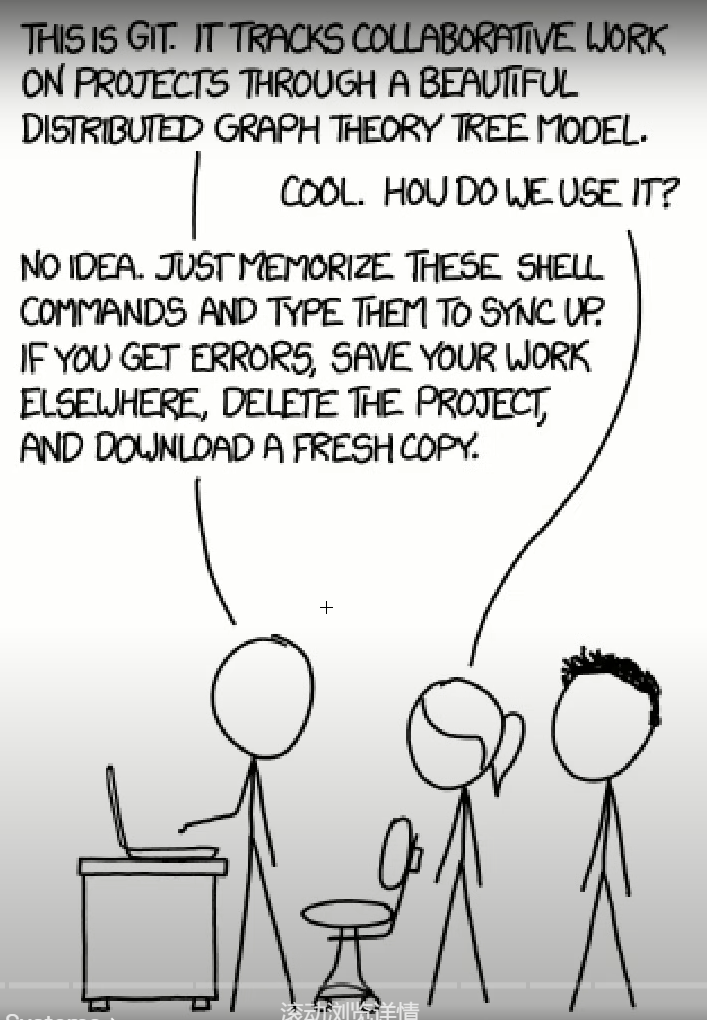 THIS IS GIT. IT TRACKS COLLABORATIVE WORK
ON PROJECTS THROUGH A BEAUTIFUL
DISTRIBUTED GRAPH THEORY TREE MODEL.
COOL. HOW DO WE USE IT?
NO IDEA. JUST MEMORIZE THESE SHELL
COMMANDS AND TYPE THEM TO SYNC UP.
IF YOU GET ERRORS, SAVE YOUR WORK
ELSEWHERE, DELETE THE PROJECT,
AND DOWNLOAD A FRESH COPY.
滚动浏览详情